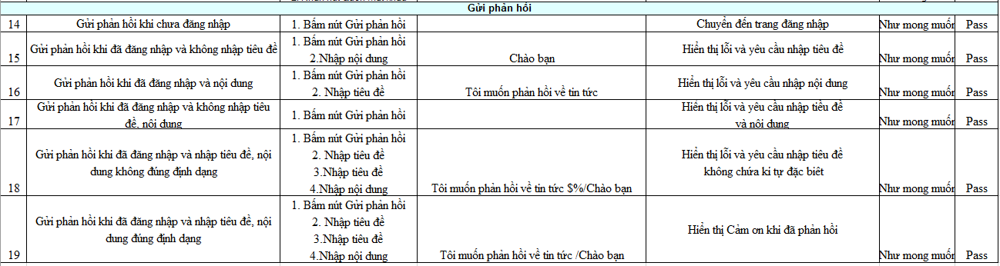 Gửi phản hồi
14 Gửi phản hồi khi chưa đăng nhập 1. Bấm nút Gửi phản hồi Chuyển đến trang đăng nhập Như mong muốn Pass
15 Gửi phản hồi khi đã đăng nhập và không nhập tiêu đề 1. Bấm nút Gửi phản hồi
2.Nhập nội dung Chào bạn Hiển thị lỗi và yêu cầu nhập tiêu đề Như mong muốn Pass
16 Gửi phản hồi khi đã đăng nhập và nội dung 1. Bấm nút Gửi phản hồi
2. Nhập tiêu đề Tôi muốn phản hồi về tin tức Hiển thị lỗi và yêu cầu nhập nội dung Như mong muốn Pass
17 Gửi phản hồi khi đã đăng nhập và không nhập tiêu
đề, nội dung 1. Bấm nút Gửi phản hồi Hiển thị lỗi và yêu cầu nhập tiêu đề
và nội dung Như mong muốn Pass
18 Gửi phản hồi khi đã đăng nhập và nhập tiêu đề, nội
dung không đúng định dạng 1. Bấm nút Gửi phản hồi
2. Nhập tiêu đề
3.Nhập tiêu đề
4.Nhập nội dung Tôi muốn phản hồi về tin tức $%/Chào bạn Hiển thị lỗi và yêu cầu nhập tiêu đề
không chứa kí tự đặc biêt Như mong muốn Pass
19 Gửi phản hồi khi đã đăng nhập và nhập tiêu đề, nội
dung đúng định dạng 1. Bấm nút Gửi phản hồi
2. Nhập tiêu đề
3.Nhập tiêu đề
4.Nhập nội dung Tôi muốn phản hồi về tin tức /Chào bạn Hiển thị Cảm ơn khi đã phản hồi Như mong muốn Pass